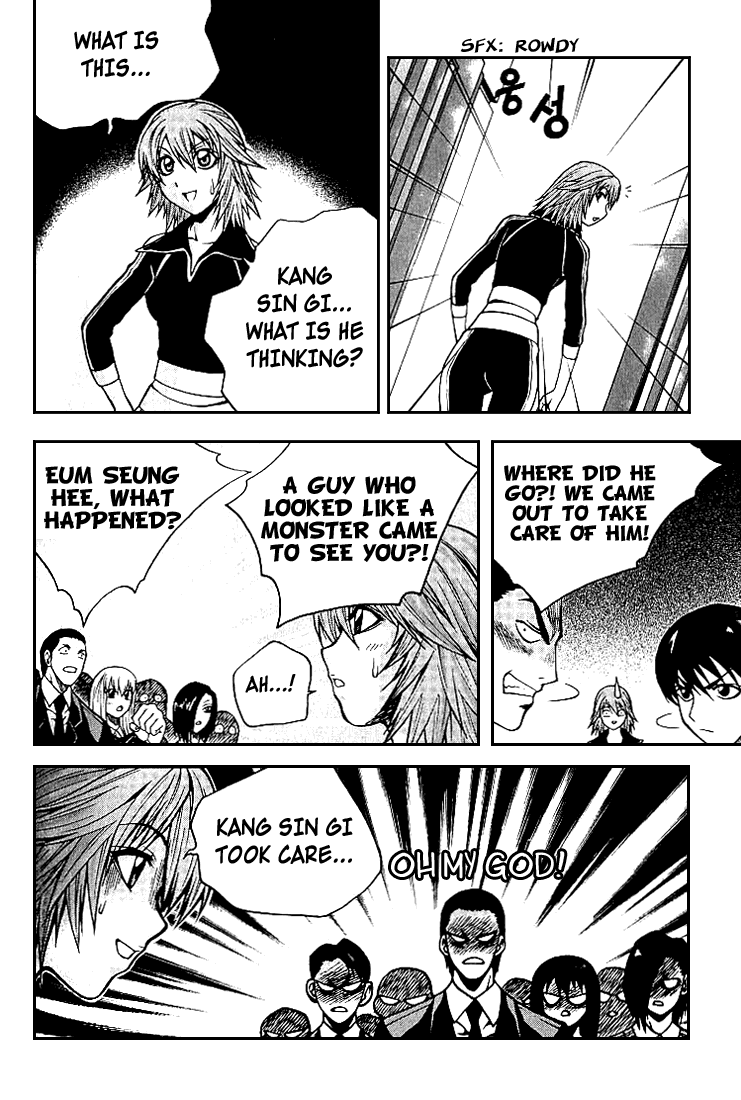 WHAT IS
THIS...
KANG
SIN GI...
WHAT IS HE
THINKING?
SFX: ROWDY
웅성
EUM SEUNG
HEE, WHAT
HAPPENED?
A GUY WHO
LOOKED LIKE A
MONSTER CAME
TO SEE YOU?!
AH...!
WHERE DID HE
GO?! WE CAME
OUT TO TAKE
CARE OF HIM!
KANG SIN GI
TOOK CARE...
OH MY GOD!